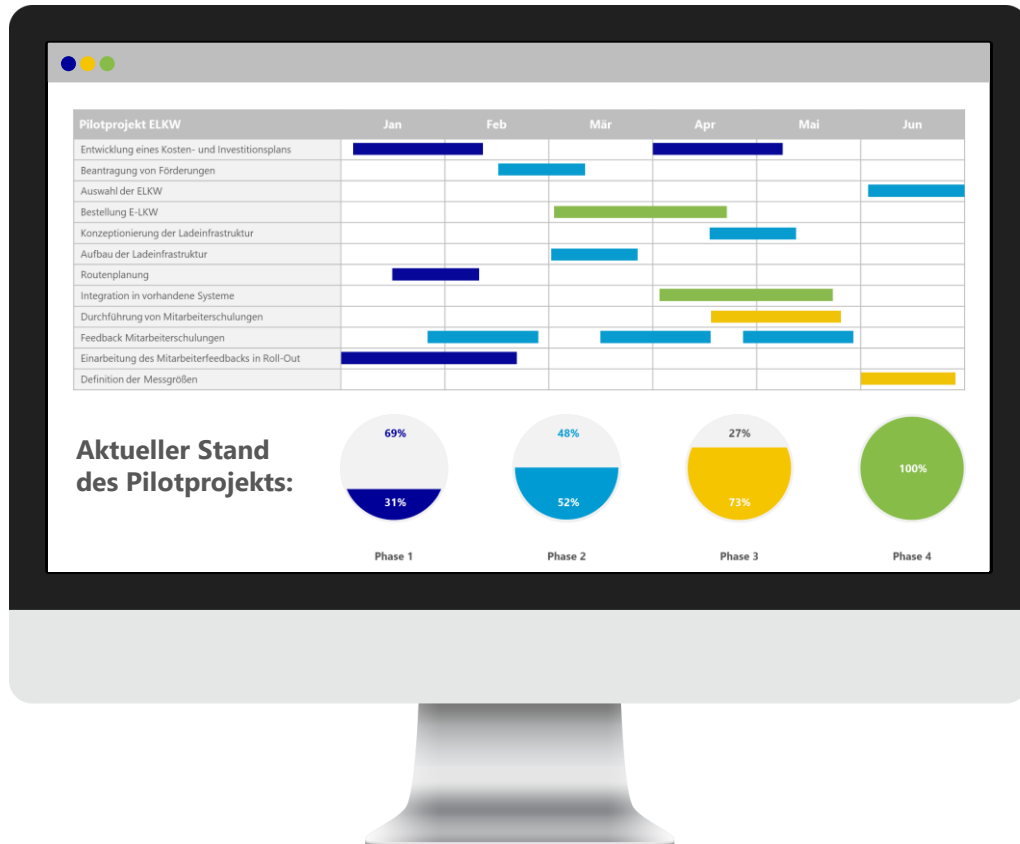 Pilotprojekt ELKW Jan Feb Mär Apr Mai Jun
Entwicklung eines Kosten- und Investitionsplans
Beantragung von Förderungen
Auswahl der ELKW
Bestellung E-LKW
Konzeptionierung der Ladeinfrastruktur
Aufbau der Ladeinfrastruktur
Routenplanung
Integration in vorhandene Systeme
Durchführung von Mitarbeiterschulungen
Feedback Mitarbeiterschulungen
Einarbeitung des Mitarbeiterfeedbacks in Roll-Out
Definition der Messgrößen
Aktueller Stand
des Pilotprojekts:
69% 48% 27%
100%
31% 52% 73%
Phase 1 Phase 2 Phase 3 Phase 4